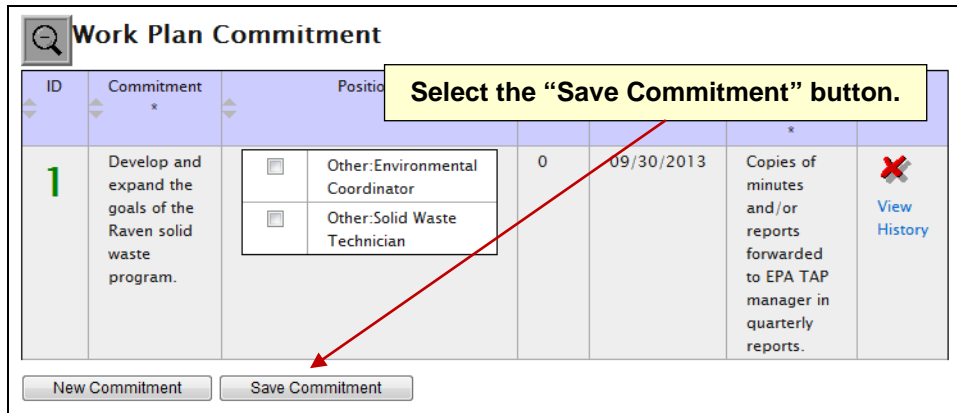 Work Plan Commitment
Select the “Save Commitment” button.
ID
Commitment
*
*
1
Develop and
expand the
goals of the
Raven solid
waste
program.
Other:Environmental
Coordinator
Other:Solid Waste
Technician
0
09/30/2013
Copies of
minutes
and/or
reports
forwarded
to EPA TAP
manager in
quarterly
reports.
View
History
New Commitment
Save Commitment